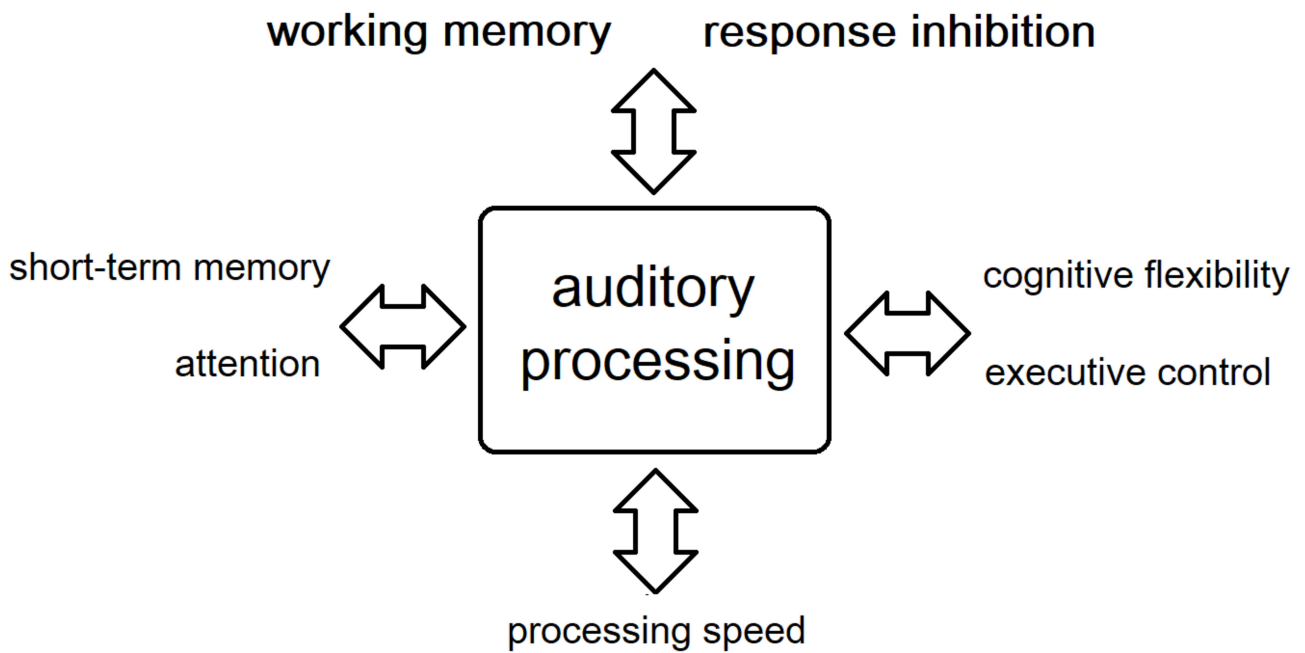 working memory response inhibition
short-term memory
auditory
cognitive flexibility
processing
attention
executive control
processing speed